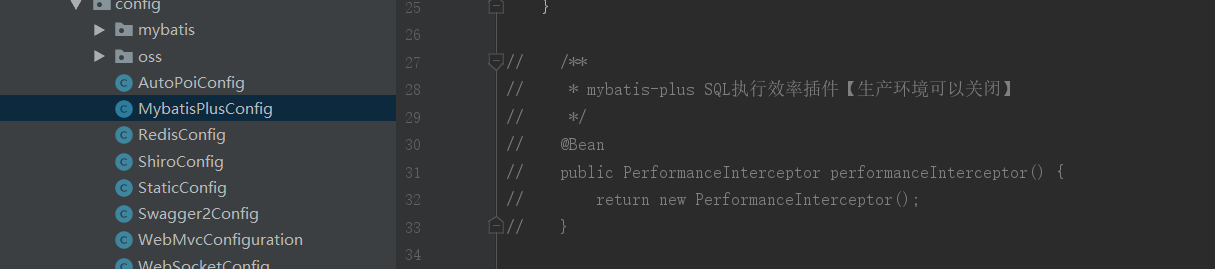 config
mybatis
oss
AutoPoiConfig
MybatisPlusConfig
RedisConfig
ShiroConfig
StaticConfig
Swagger2Config
WebMvcConfiguration
WebSocketConfig
25 }
26
27 // /**
28 // * mybatis-plus SQL执行效率插件【生产环境可以关闭】
29 // */
30 // @Bean
31 // public PerformanceInterceptor performanceInterceptor() {
32 // return new PerformanceInterceptor();
33 // }
34